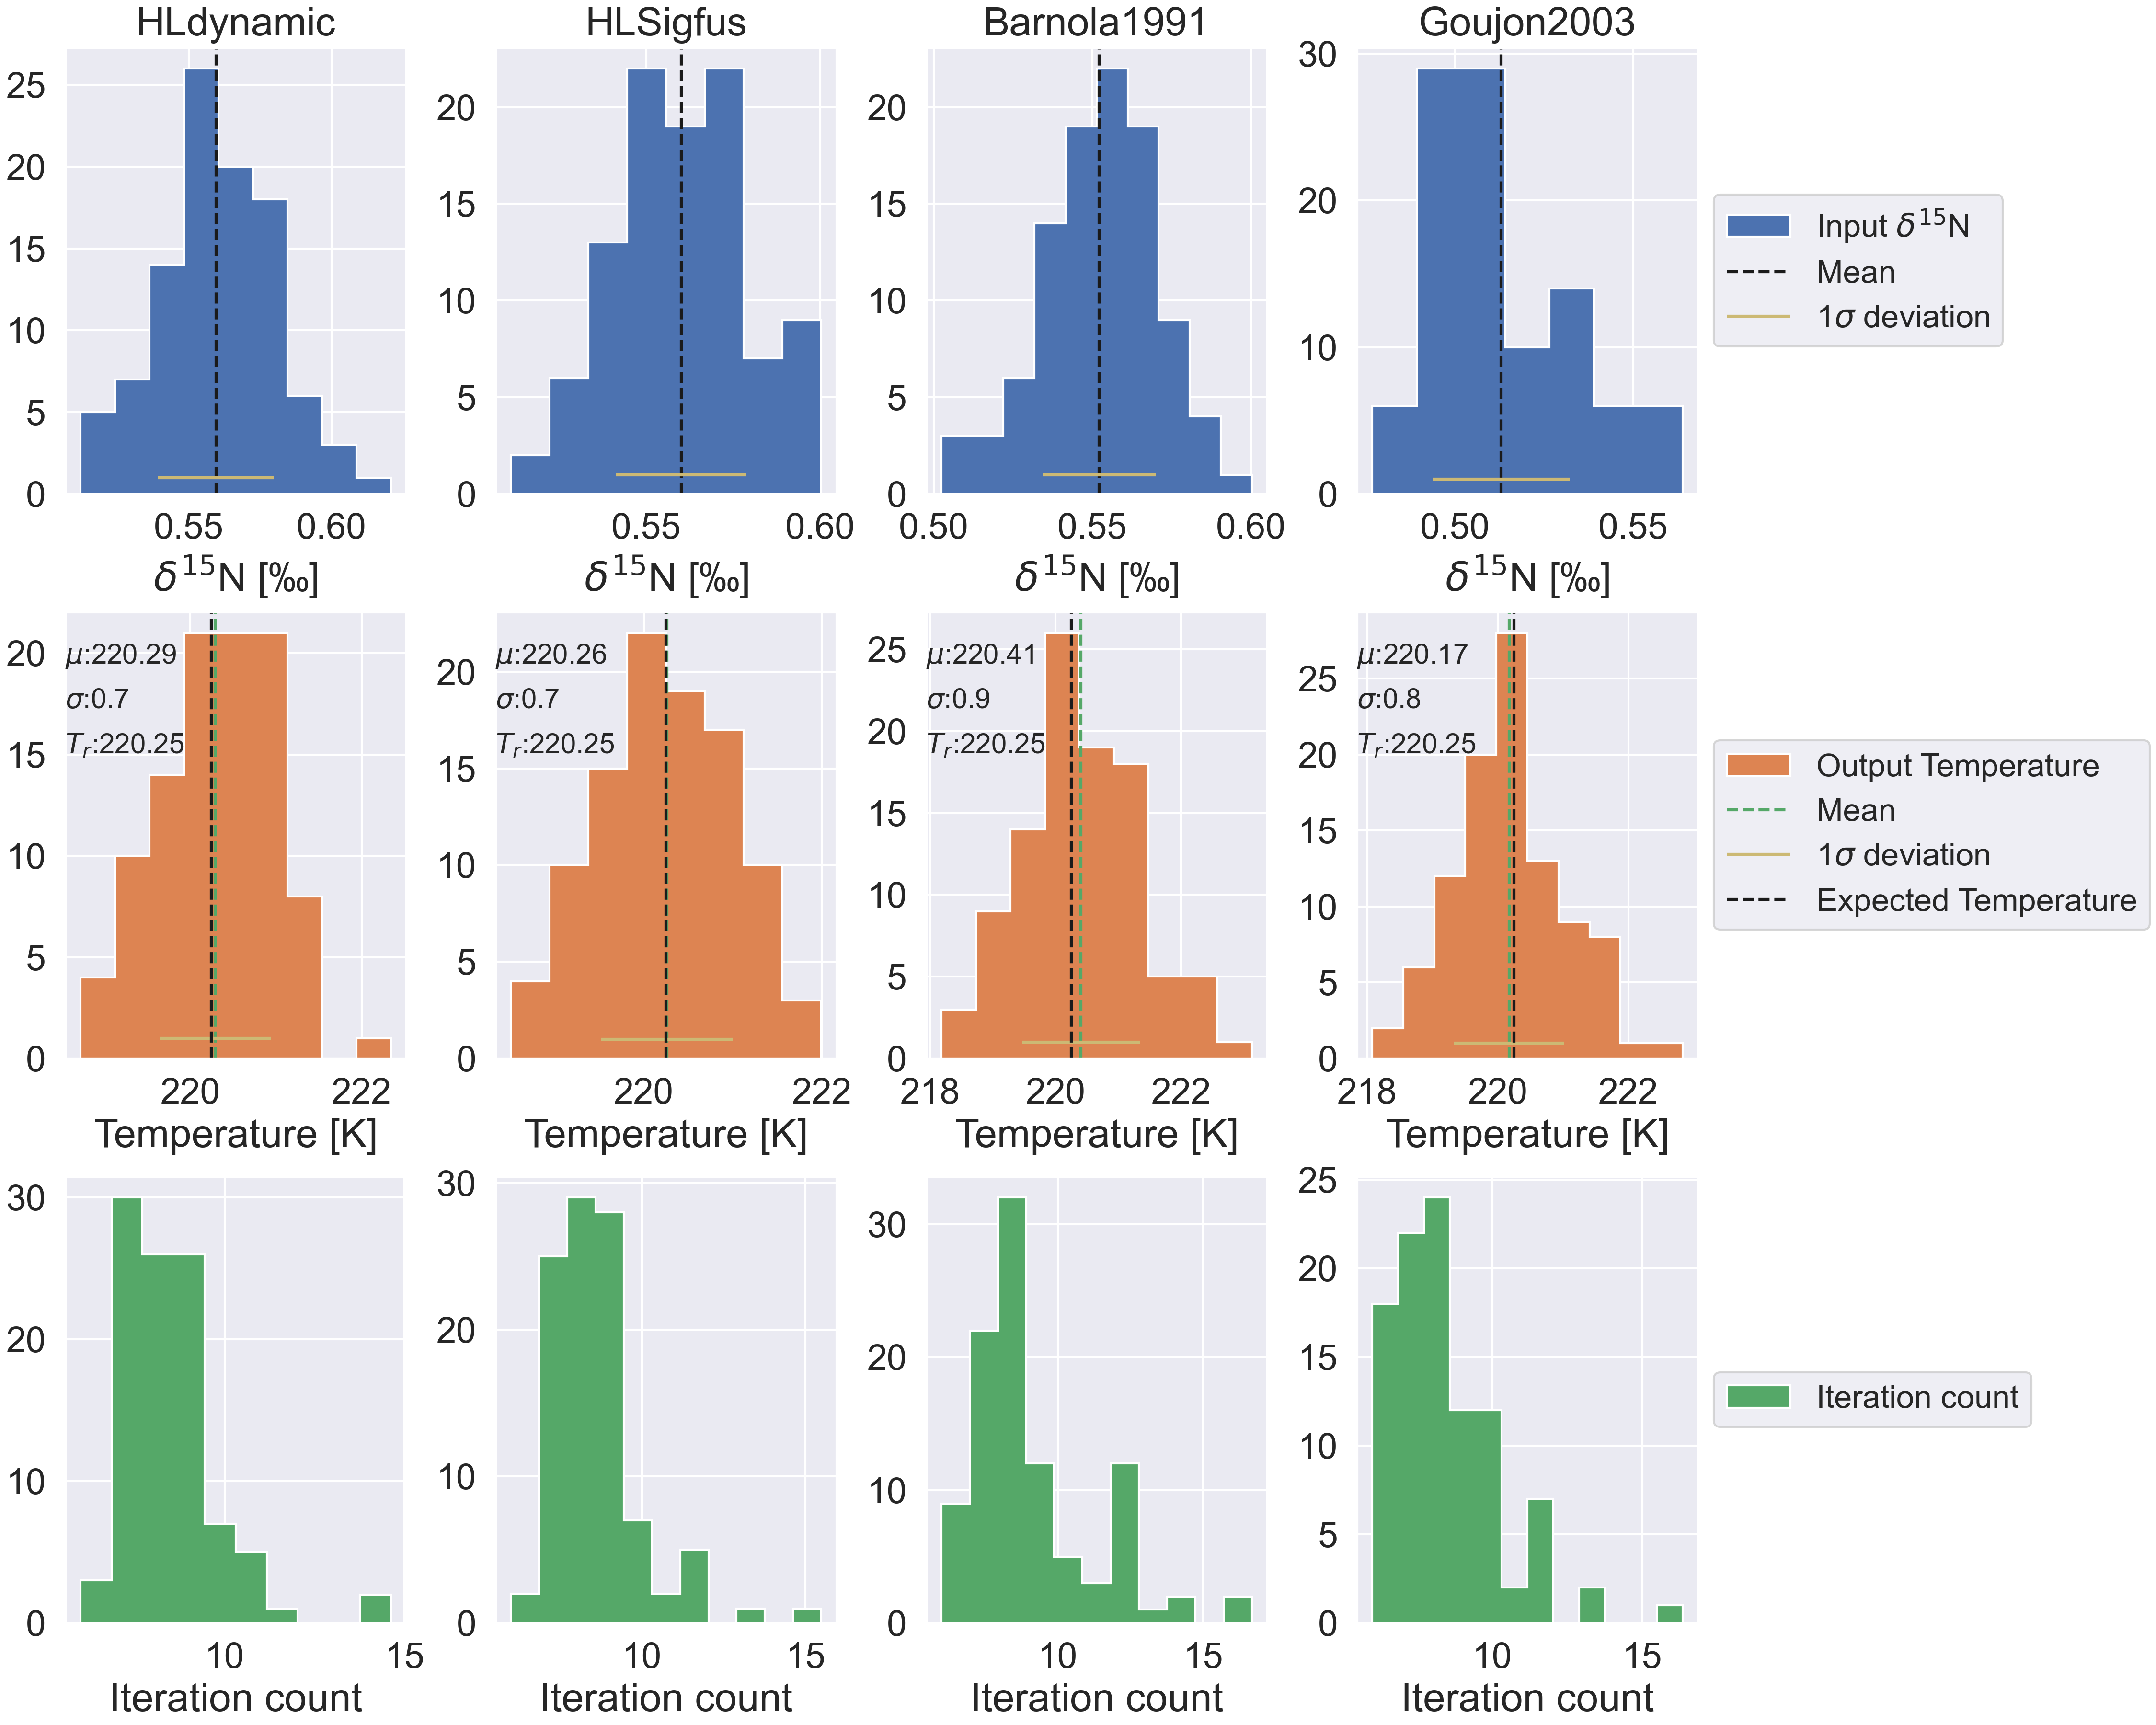 HLdynamic HLSigfus Barnola1991 Goujon2003
25
20
15
10
5
0
0.55 0.60
δ¹⁵N [‰]
20
15
10
5
0
0.55 0.60
δ¹⁵N [‰]
20
15
10
5
0
0.50 0.55 0.60
δ¹⁵N [‰]
30
20
10
0
0.50 0.55
δ¹⁵N [‰]
Input δ¹⁵N
Mean
1σ deviation
20
15
10
5
0
μ:220.29
σ:0.7
Tᵣ:220.25
220 222
Temperature [K]
20
15
10
5
0
μ:220.26
σ:0.7
Tᵣ:220.25
220 222
Temperature [K]
25
20
15
10
5
0
μ:220.41
σ:0.9
Tᵣ:220.25
218 220 222
Temperature [K]
25
20
15
10
5
0
μ:220.17
σ:0.8
Tᵣ:220.25
218 220 222
Temperature [K]
Output Temperature
Mean
1σ deviation
Expected Temperature
30
20
10
0
10 15
Iteration count
30
20
10
0
10 15
Iteration count
30
20
10
0
10 15
Iteration count
25
20
15
10
5
0
10 15
Iteration count
Iteration count